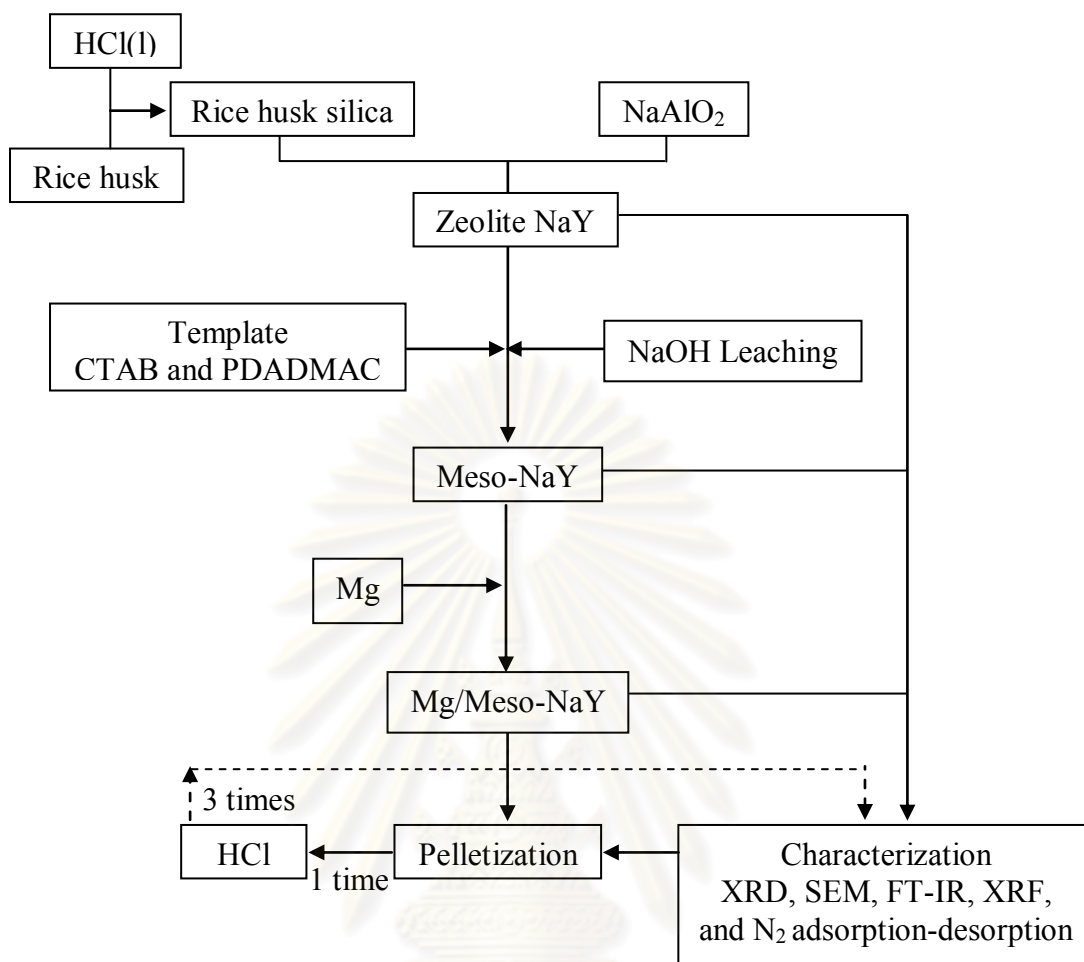 HCl(l)
Rice husk silica
NaAlO₂
Rice husk
Zeolite NaY
Template
CTAB and PDADMAC
NaOH Leaching
Meso-NaY
Mg
Mg/Meso-NaY
3 times
HCl
1 time
Pelletization
Characterization
XRD, SEM, FT-IR, XRF,
and N₂ adsorption-desorption